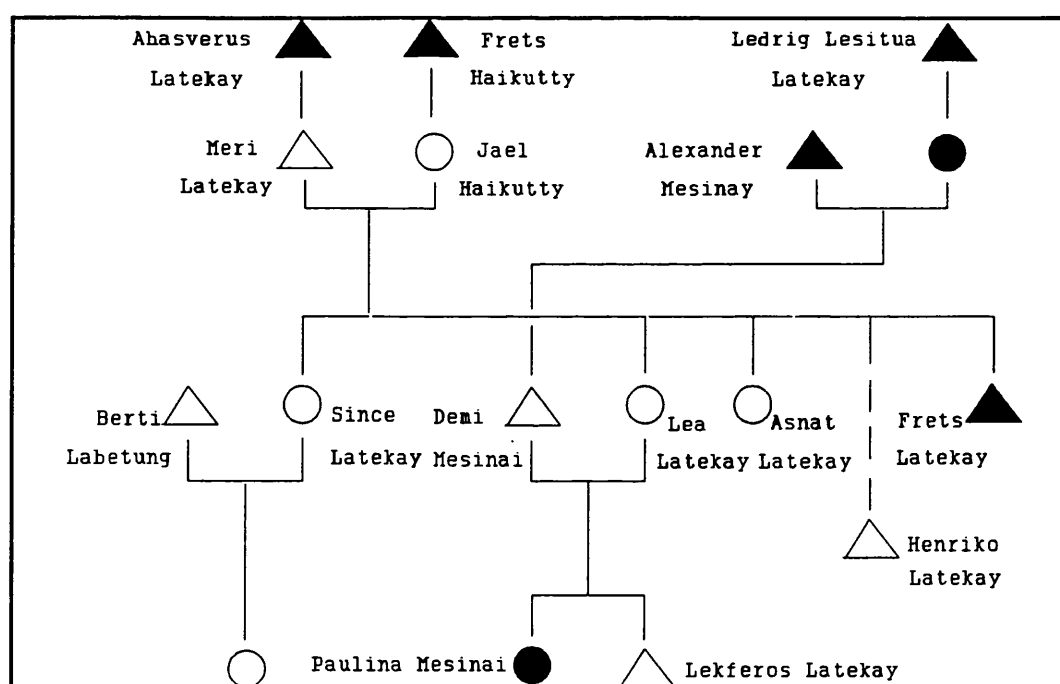 Ahasverus Frets Ledrig Lesitua
Latekay Haikutty Latekay
Meri Jael Alexander
Latekay Haikutty Mesinay
Berti Since Demi Lea Asnat Frets
Labetung Latekay Mesinai Latekay Latekay Latekay
Henriko
Latekay
Paulina Mesinai Lekferos Latekay